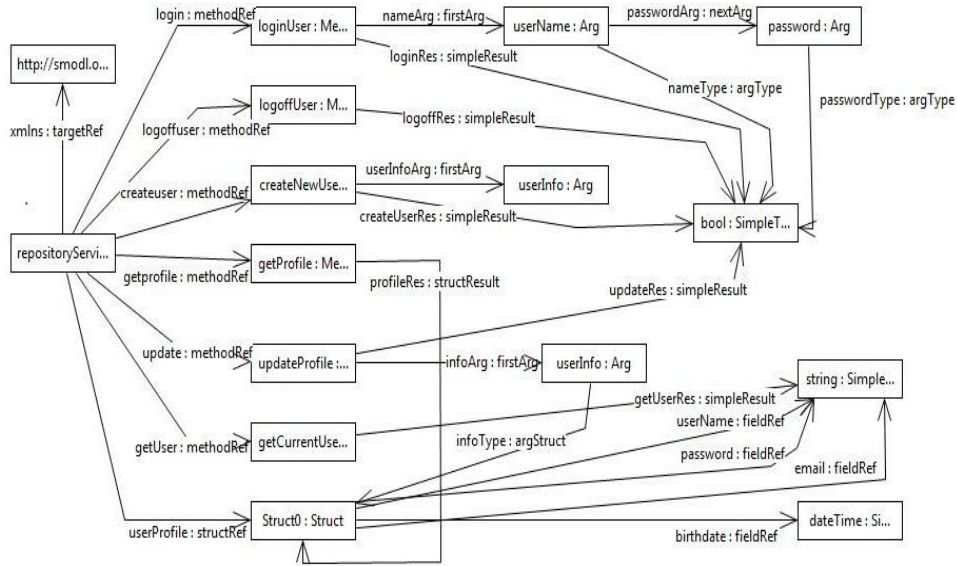 login : methodRef
loginUser : Me...
nameArg : firstArg
userName : Arg
passwordArg : nextArg
password : Arg
loginRes : simpleResult
http://smodl.o...
nameType : argType
passwordType : argType
xmlns : targetRef
logoffuser : methodRef
logoffUser : M...
logoffRes : simpleResult
createuser : methodRef
createNewUse...
userInfoArg : firstArg
userInfo : Arg
createUserRes : simpleResult
bool : SimpleT...
repositoryServi...
getprofile : methodRef
getProfile : Me...
profileRes : structResult
updateRes : simpleResult
update : methodRef
updateProfile : ...
infoArg : firstArg
userInfo : Arg
string : Simple...
getUserRes : simpleResult
userName : fieldRef
getUser : methodRef
getCurrentUse...
infoType : argStruct
password : fieldRef
email : fieldRef
userProfile : structRef
Struct0 : Struct
birthdate : fieldRef
dateTime : Si...